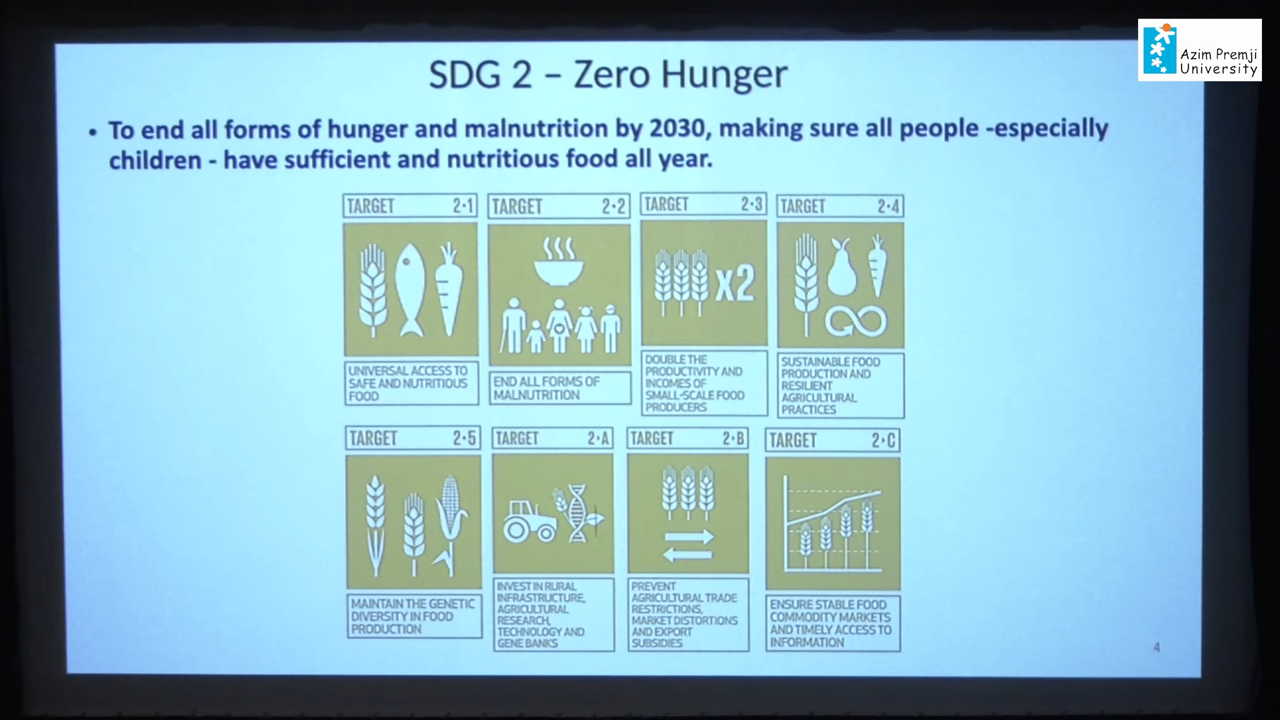 Azim Premji
University
SDG 2 – Zero Hunger
• To end all forms of hunger and malnutrition by 2030, making sure all people -especially
children - have sufficient and nutritious food all year.
TARGET 2·1
UNIVERSAL ACCESS TO
SAFE AND NUTRITIOUS
FOOD
TARGET 2·2
END ALL FORMS OF
MALNUTRITION
TARGET 2·3
x2
DOUBLE THE
PRODUCTIVITY AND
INCOMES OF
SMALL-SCALE FOOD
PRODUCERS
TARGET 2·4
SUSTAINABLE FOOD
PRODUCTION AND
RESILIENT
AGRICULTURAL
PRACTICES
TARGET 2·5
MAINTAIN THE GENETIC
DIVERSITY IN FOOD
PRODUCTION
TARGET 2·A
INVEST IN RURAL
INFRASTRUCTURE,
AGRICULTURAL
RESEARCH,
TECHNOLOGY AND
GENE BANKS
TARGET 2·B
PREVENT
AGRICULTURAL TRADE
RESTRICTIONS,
MARKET DISTORTIONS
AND EXPORT
SUBSIDIES
TARGET 2·C
ENSURE STABLE FOOD
COMMODITY MARKETS
AND TIMELY ACCESS TO
INFORMATION
4